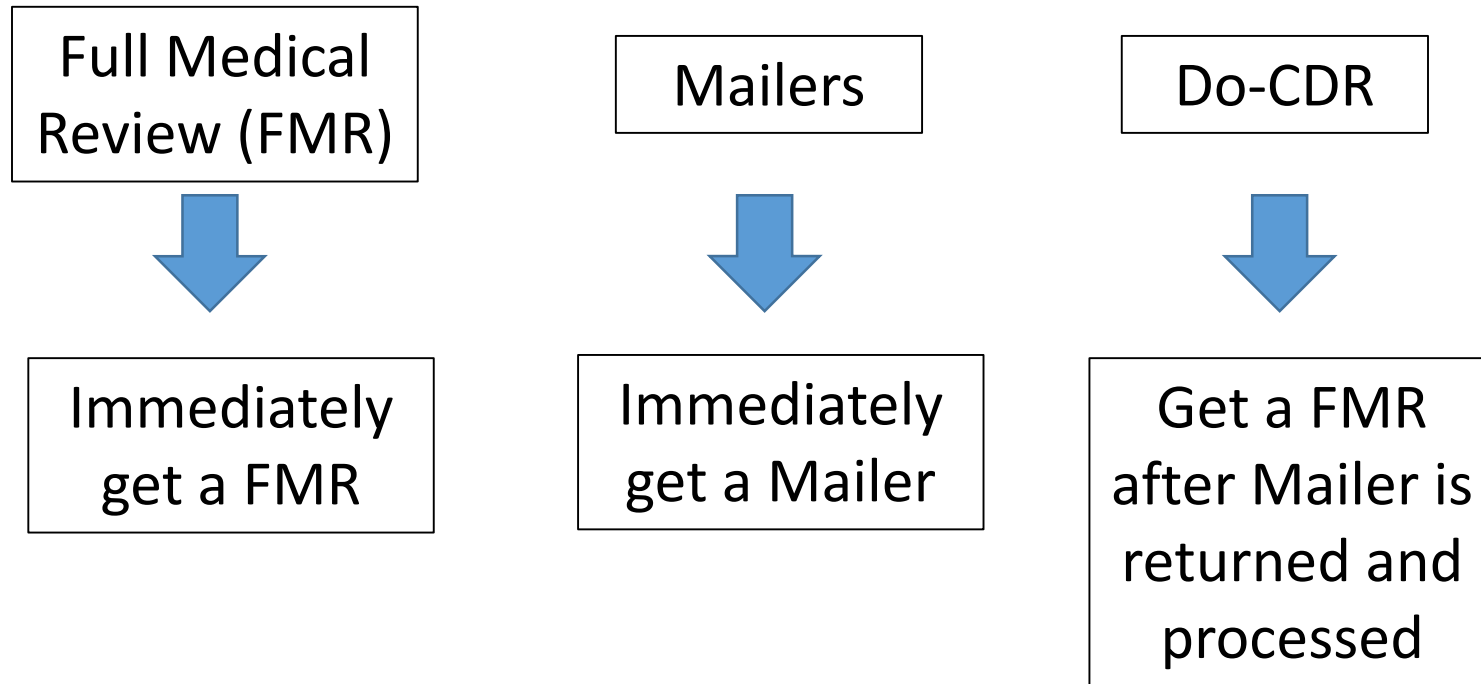 Full Medical
Review (FMR)
Mailers
Do-CDR
Immediately
get a FMR
Immediately
get a Mailer
Get a FMR
after Mailer is
returned and
processed